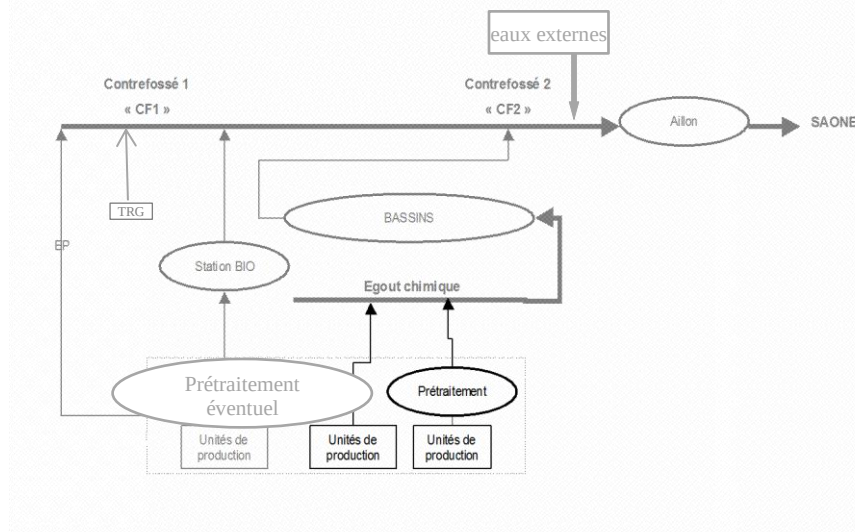 eaux externes
Contrefossé 1
« CF1 »
Contrefossé 2
« CF2 »
Aillon
SAONE
TRG
BASSINS
EP
Station BIO
Egout chimique
Prétraitement
éventuel
Prétraitement
Unités de
production
Unités de
production
Unités de
production